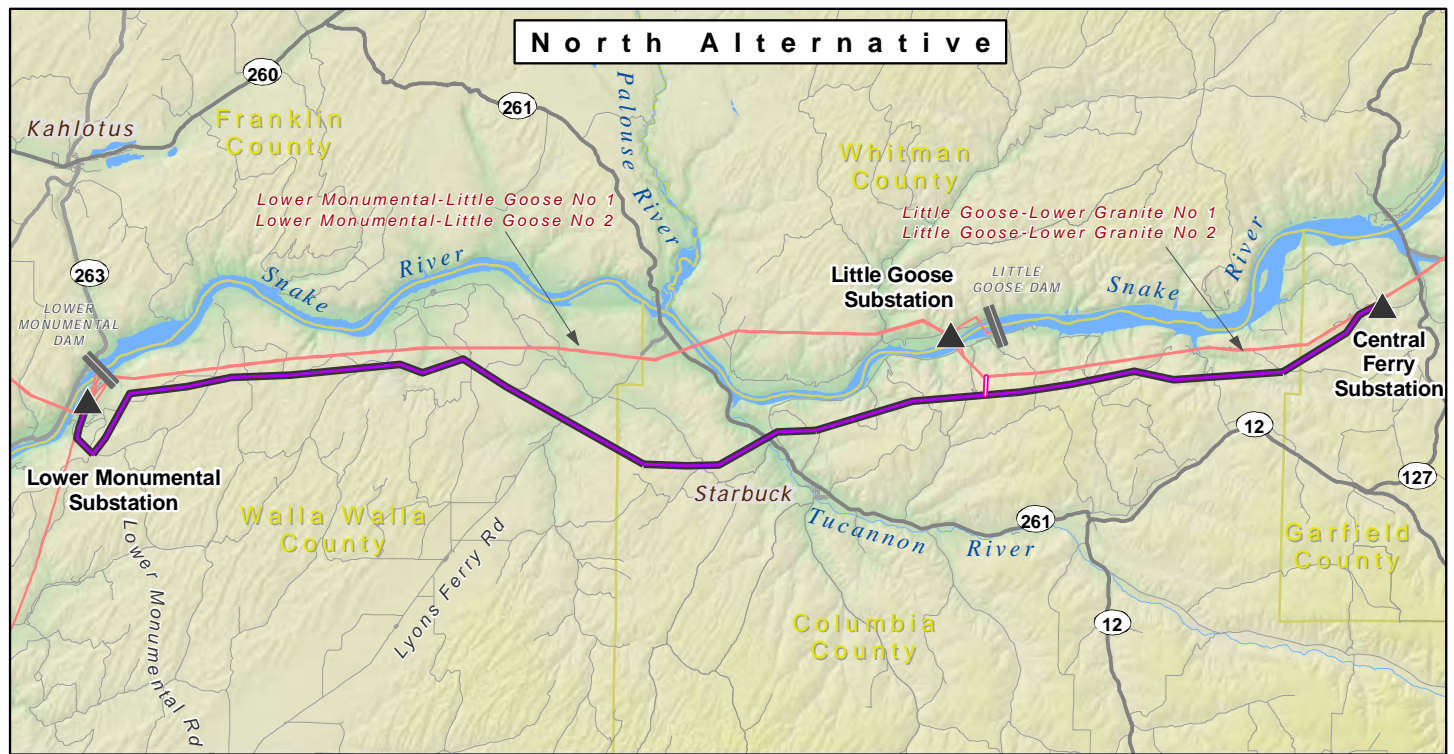 North Alternative
260
261
Palouse River
Kahlotus
Franklin
County
Whitman
County
Lower Monumental-Little Goose No 1
Lower Monumental-Little Goose No 2
Little Goose-Lower Granite No 1
Little Goose-Lower Granite No 2
263
Snake River
Little Goose
Substation
LITTLE
GOOSE DAM
Snake River
LOWER
MONUMENTAL
DAM
Central
Ferry
Substation
Lower Monumental
Substation
12
127
Starbuck
Walla Walla
County
Lower Monumental Rd
Lyons Ferry Rd
Tucannon River
261
Garfield
County
Columbia
County
12